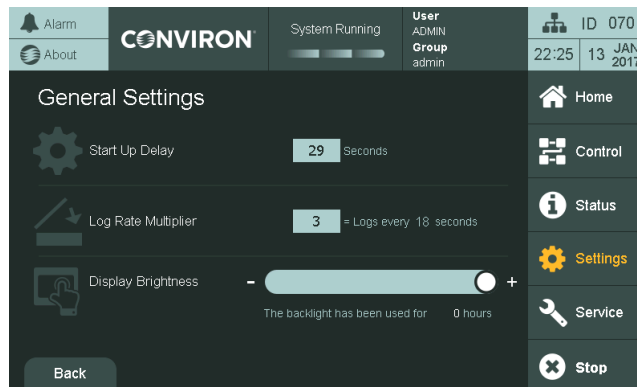 Alarm
About
CONVIRON
System Running
User
ADMIN
Group
admin
ID 070
22:25 13 JAN 2017
General Settings
Start Up Delay 29 Seconds
Log Rate Multiplier 3 = Logs every 18 seconds
Display Brightness - +
The backlight has been used for 0 hours
Back
Home
Control
Status
Settings
Service
Stop